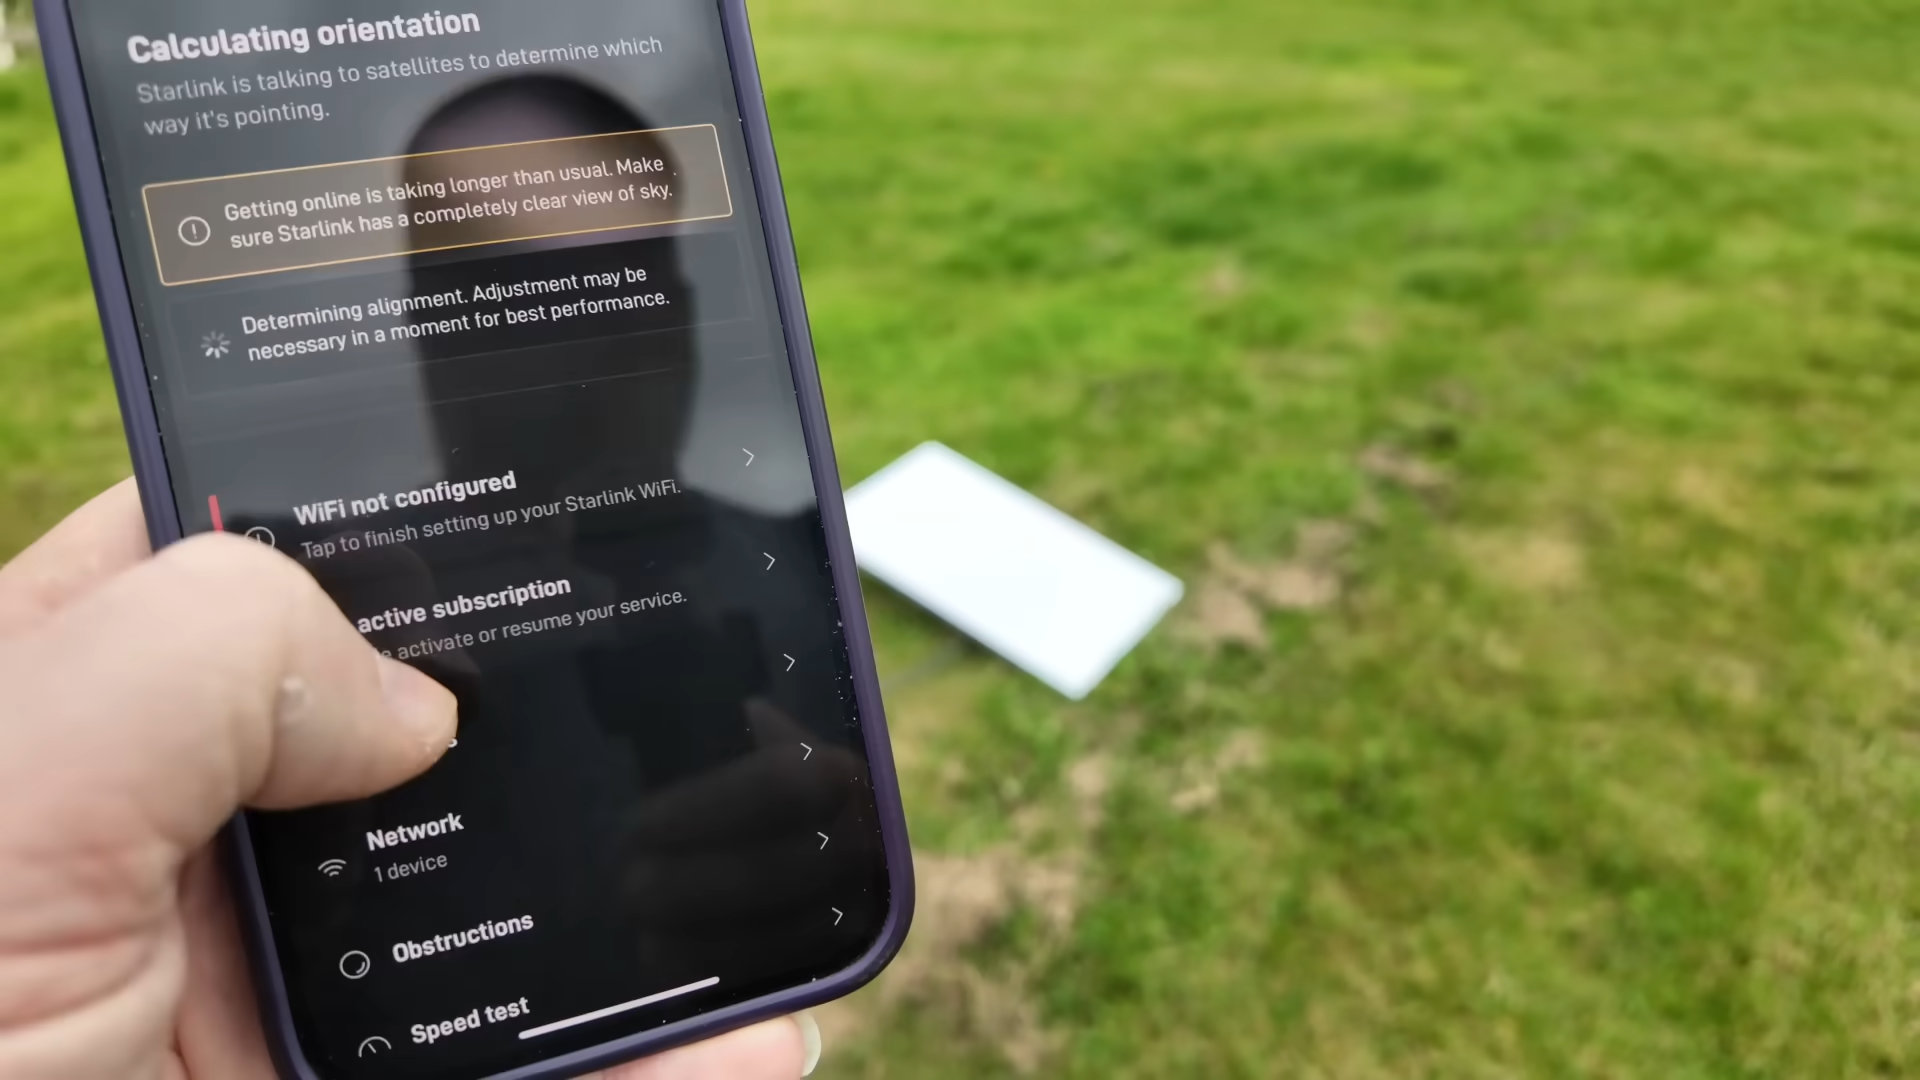 Calculating orientation
Starlink is talking to satellites to determine which
way it's pointing.
Getting online is taking longer than usual. Make
sure Starlink has a completely clear view of sky.
Determining alignment. Adjustment may be
necessary in a moment for best performance.
WiFi not configured
Tap to finish setting up your Starlink WiFi.
active subscription
activate or resume your service.
Network
1 device
Obstructions
Speed test